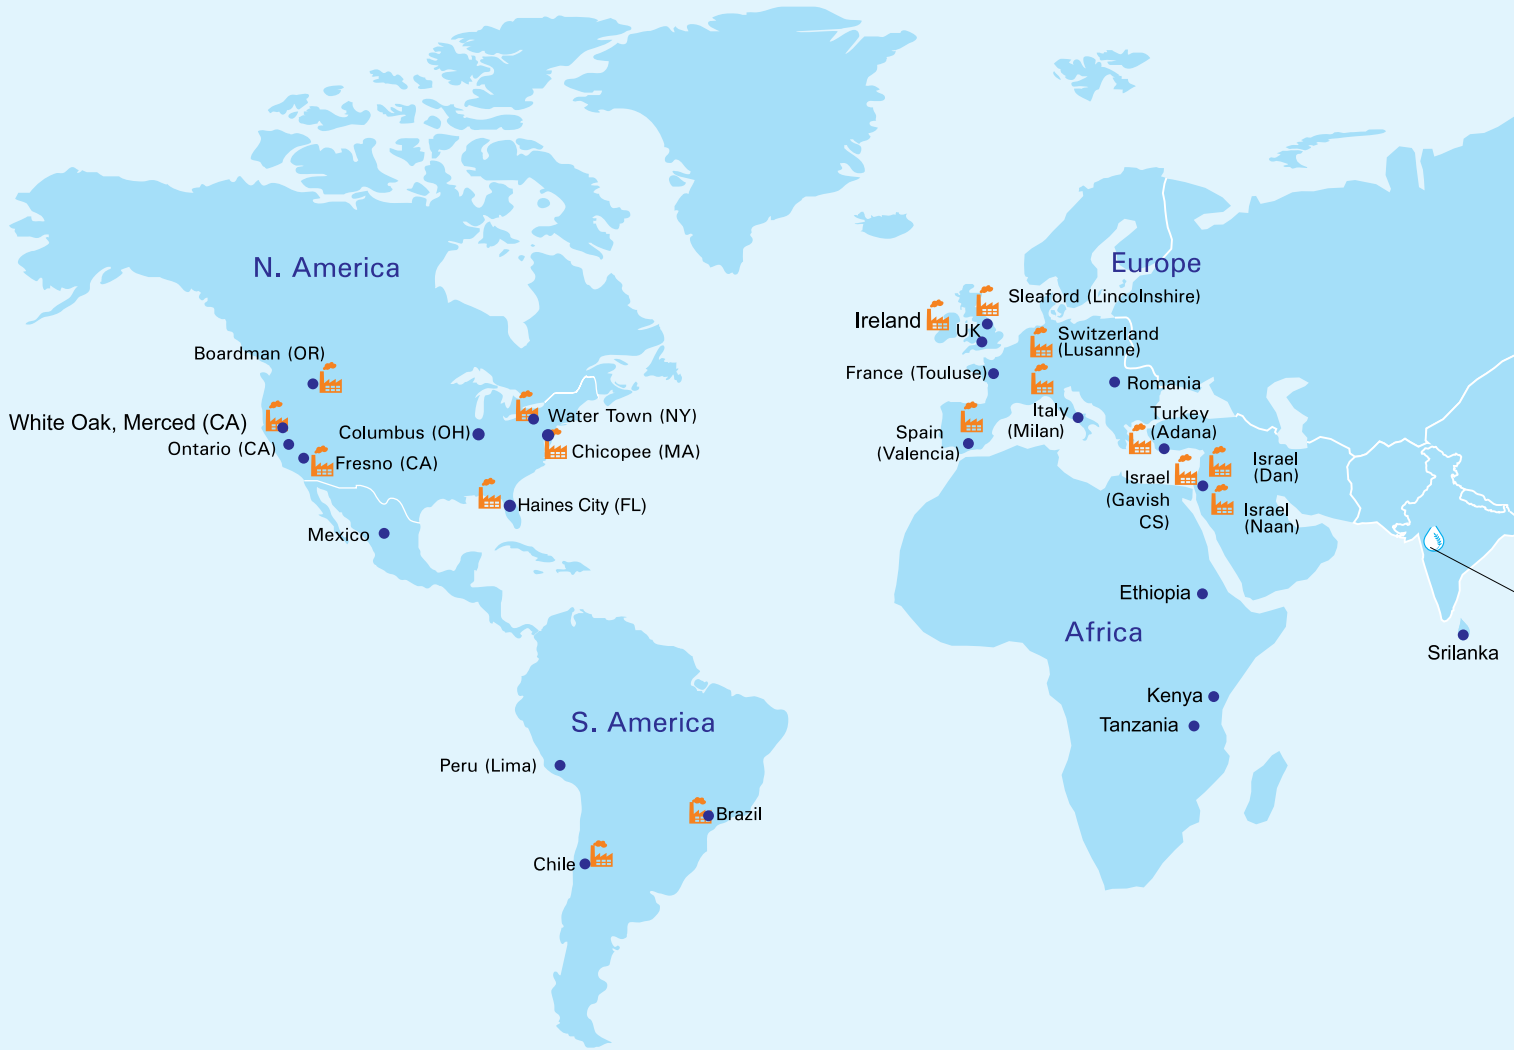 N. America
Boardman (OR)
White Oak, Merced (CA)
Ontario (CA)
Fresno (CA)
Columbus (OH)
Water Town (NY)
Chicopee (MA)
Haines City (FL)
Mexico
S. America
Peru (Lima)
Brazil
Chile
Europe
Sleaford (Lincolnshire)
Ireland
UK
Switzerland
(Lusanne)
France (Touluse)
Romania
Italy
(Milan)
Turkey
(Adana)
Spain
(Valencia)
Israel
(Gavish
CS)
Israel
(Dan)
Israel
(Naan)
Ethiopia
Africa
Kenya
Tanzania
Srilanka